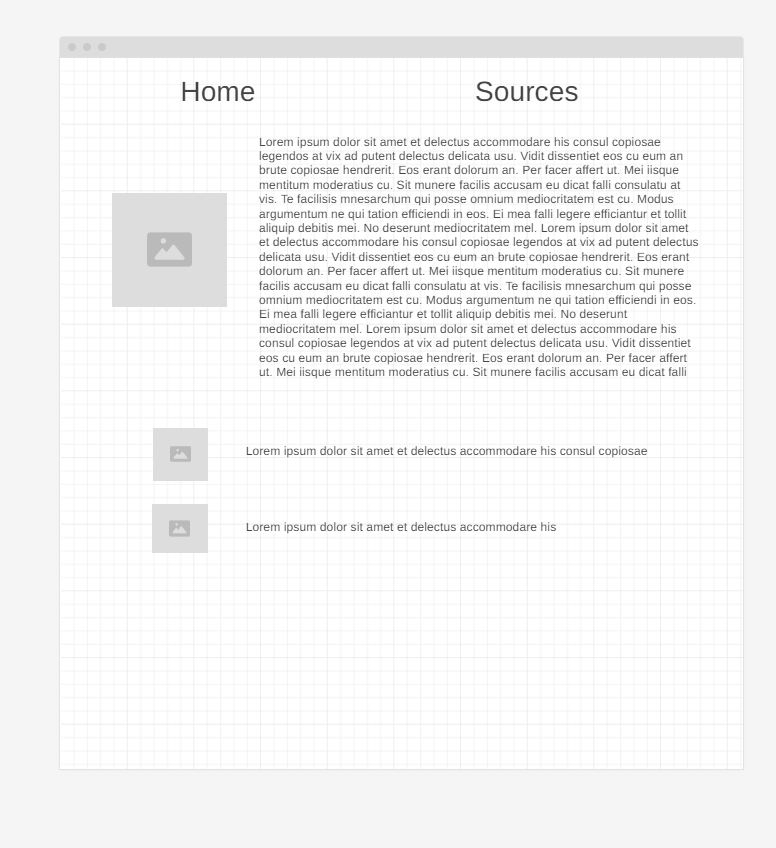 Home
Sources
Lorem ipsum dolor sit amet et delectus accommodare his consul copiosae
legendos at vix ad putent delectus delicata usu. Vidit dissentiet eos cu eum an
brute copiosae hendrerit. Eos erant dolorum an. Per facer affert ut. Mei iisque
mentitum moderatius cu. Sit munere facilis accusam eu dicat falli consulatu at
vis. Te facilisis mnesarchum qui posse omnium mediocritatem est cu. Modus
argumentum ne qui tation efficiendi in eos. Ei mea falli legere efficiantur et tollit
aliquip debitis mei. No deserunt mediocritatem mel. Lorem ipsum dolor sit amet
et delectus accommodare his consul copiosae legendos at vix ad putent delectus
delicata usu. Vidit dissentiet eos cu eum an brute copiosae hendrerit. Eos erant
dolorum an. Per facer affert ut. Mei iisque mentitum moderatius cu. Sit munere
facilis accusam eu dicat falli consulatu at vis. Te facilisis mnesarchum qui posse
omnium mediocritatem est cu. Modus argumentum ne qui tation efficiendi in eos.
Ei mea falli legere efficiantur et tollit aliquip debitis mei. No deserunt
mediocritatem mel. Lorem ipsum dolor sit amet et delectus accommodare his
consul copiosae legendos at vix ad putent delectus delicata usu. Vidit dissentiet
eos cu eum an brute copiosae hendrerit. Eos erant dolorum an. Per facer affert
ut. Mei iisque mentitum moderatius cu. Sit munere facilis accusam eu dicat falli
Lorem ipsum dolor sit amet et delectus accommodare his consul copiosae
Lorem ipsum dolor sit amet et delectus accommodare his